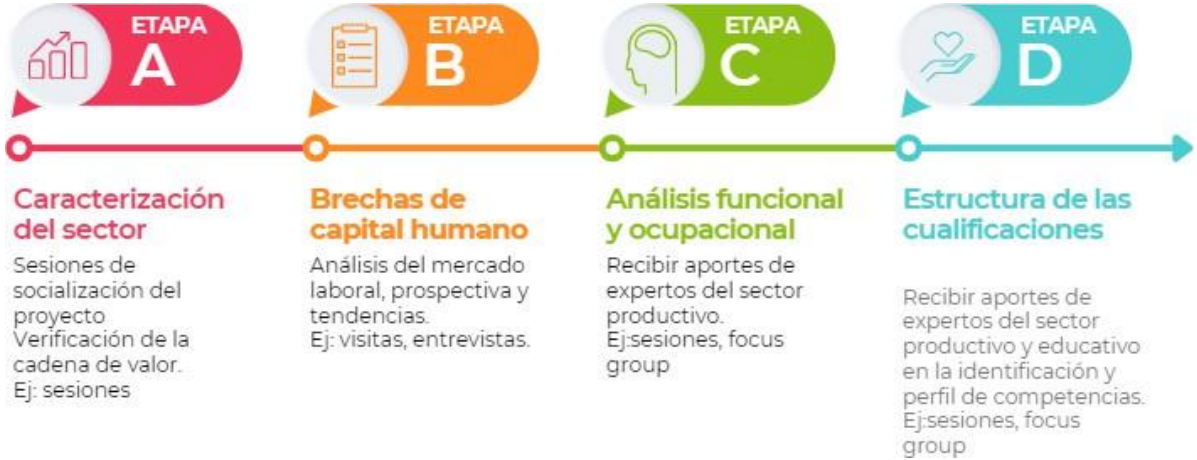 ETAPA
A
Caracterización
del sector
Sesiones de
socialización del
proyecto
Verificación de la
cadena de valor.
Ej: sesiones
ETAPA
B
Brechas de
capital humano
Análisis del mercado
laboral, prospectiva y
tendencias.
Ej: visitas, entrevistas.
ETAPA
C
Análisis funcional
y ocupacional
Recibir aportes de
expertos del sector
productivo.
Ej:sesiones, focus
group
ETAPA
D
Estructura de las
cualificaciones
Recibir aportes de
expertos del sector
productivo y educativo
en la identificación y
perfil de competencias.
Ej:sesiones, focus
group